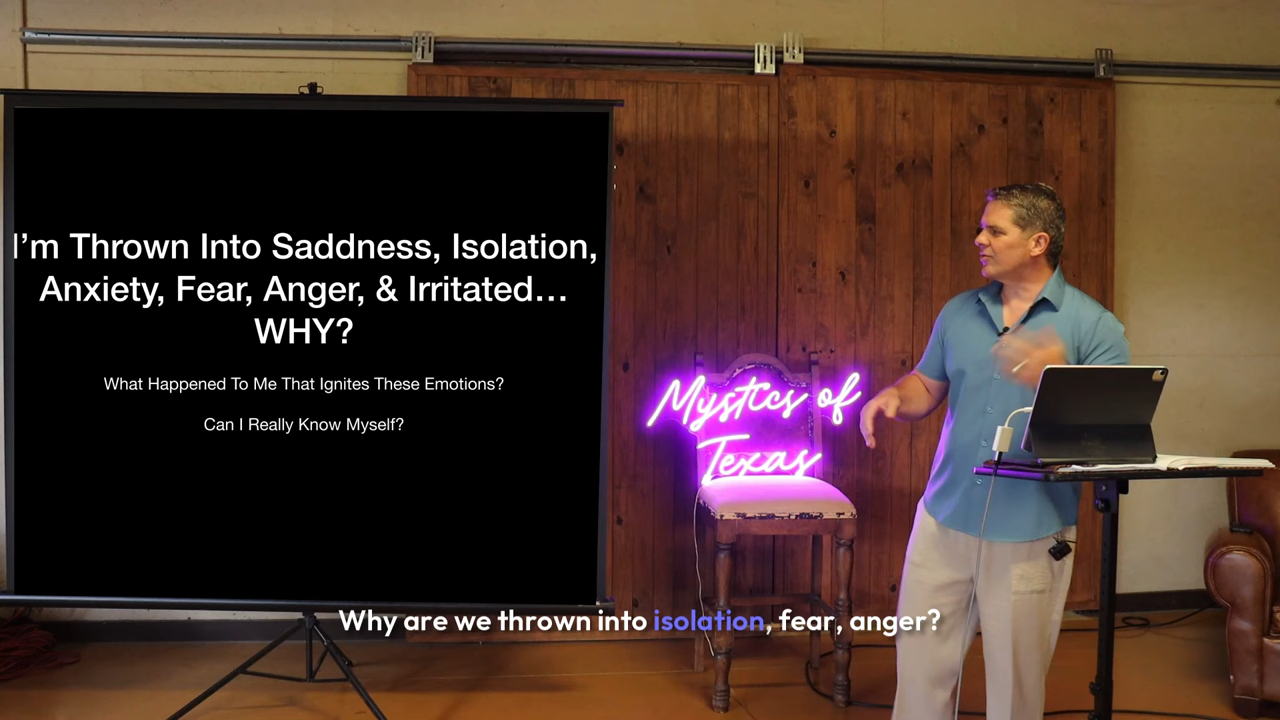 I'm Thrown Into Saddness, Isolation,
Anxiety, Fear, Anger, & Irritated...
WHY?
What Happened To Me That Ignites These Emotions?
Can I Really Know Myself?
Mystics of
Texas
Why are we thrown into isolation, fear, anger?